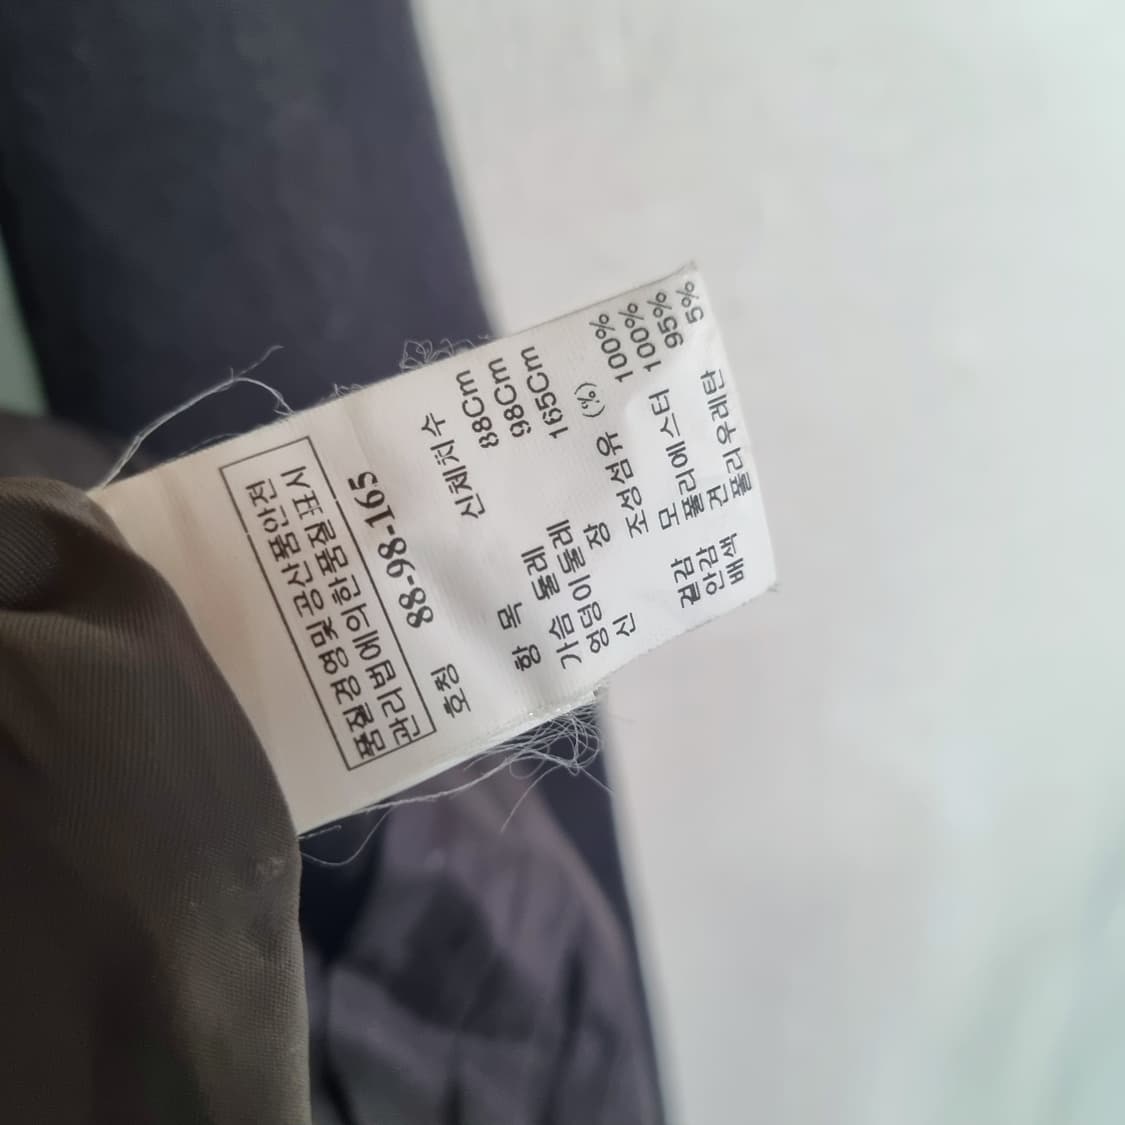 품질경영및공산품안전
관리법에의한품질표시
호칭 88-98-165
항 목 신체치수
가슴 둘레 88Cm
엉덩이둘레 98Cm
신 장 165Cm
조성섬유 (%)
겉감 모 100%
안감 폴리에스터 100%
배색 견 95%
폴리우레탄 5%